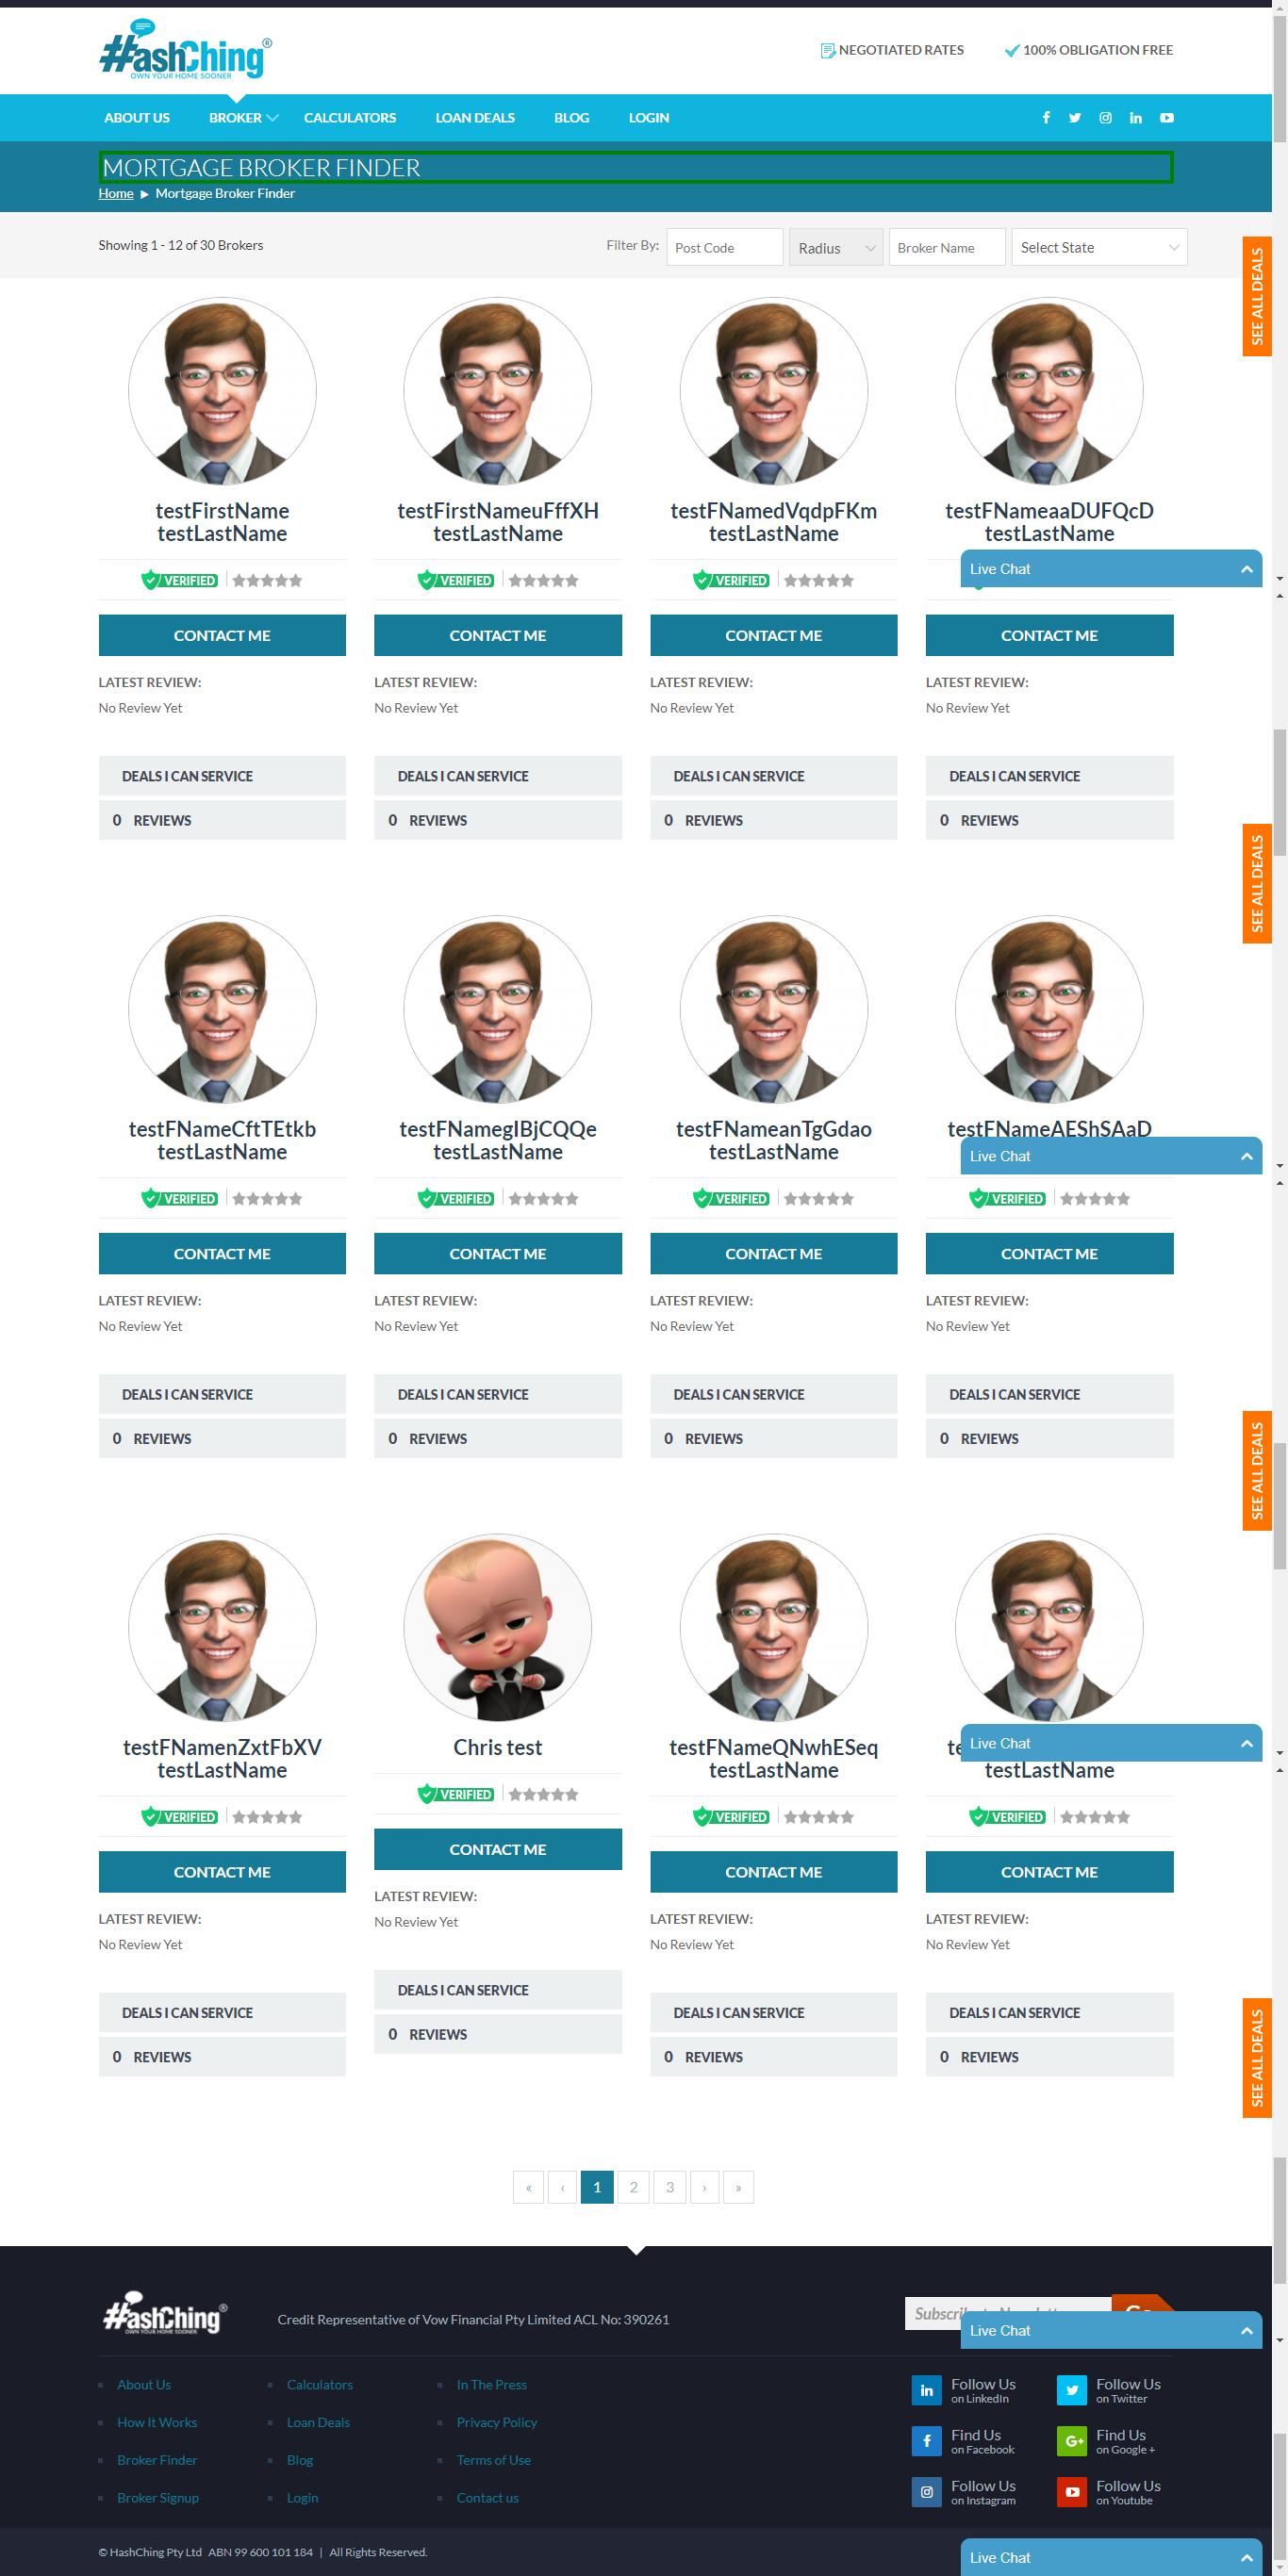 #ashChing®
OWN YOUR HOME SOONER
NEGOTIATED RATES
100% OBLIGATION FREE
ABOUT US
BROKER
CALCULATORS
LOAN DEALS
BLOG
LOGIN
MORTGAGE BROKER FINDER
Home ▶ Mortgage Broker Finder
Showing 1 - 12 of 30 Brokers
Filter By:
Post Code
Radius
Broker Name
Select State
SEE ALL DEALS
testFirstName
testLastName
testFirstNameuFffXH
testLastName
testFNamedVqdpFKm
testLastName
testFNameaaDUFQcD
testLastName
Live Chat
VERIFIED
VERIFIED
VERIFIED
CONTACT ME
CONTACT ME
CONTACT ME
CONTACT ME
LATEST REVIEW:
LATEST REVIEW:
LATEST REVIEW:
LATEST REVIEW:
No Review Yet
No Review Yet
No Review Yet
No Review Yet
DEALS I CAN SERVICE
DEALS I CAN SERVICE
DEALS I CAN SERVICE
DEALS I CAN SERVICE
0 REVIEWS
0 REVIEWS
0 REVIEWS
0 REVIEWS
SEE ALL DEALS
testFNameCftTEtkb
testLastName
testFNamegIBjCQQe
testLastName
testFNameanTgGdao
testLastName
testFNameAEShSAaD
Live Chat
VERIFIED
VERIFIED
VERIFIED
VERIFIED
CONTACT ME
CONTACT ME
CONTACT ME
CONTACT ME
LATEST REVIEW:
LATEST REVIEW:
LATEST REVIEW:
LATEST REVIEW:
No Review Yet
No Review Yet
No Review Yet
No Review Yet
DEALS I CAN SERVICE
DEALS I CAN SERVICE
DEALS I CAN SERVICE
DEALS I CAN SERVICE
0 REVIEWS
0 REVIEWS
0 REVIEWS
0 REVIEWS
SEE ALL DEALS
testFNamenZxtFbXV
testLastName
Chris test
testFNameQNwhESeq
testLastName
Live Chat
testLastName
VERIFIED
VERIFIED
VERIFIED
VERIFIED
CONTACT ME
CONTACT ME
CONTACT ME
CONTACT ME
LATEST REVIEW:
LATEST REVIEW:
LATEST REVIEW:
LATEST REVIEW:
No Review Yet
No Review Yet
No Review Yet
No Review Yet
DEALS I CAN SERVICE
DEALS I CAN SERVICE
DEALS I CAN SERVICE
DEALS I CAN SERVICE
0 REVIEWS
0 REVIEWS
0 REVIEWS
0 REVIEWS
SEE ALL DEALS
« ‹ 1 2 3 › »
#ashChing®
OWN YOUR HOME SOONER
Credit Representative of Vow Financial Pty Limited ACL No: 390261
Live Chat
About Us
Calculators
In The Press
How It Works
Loan Deals
Privacy Policy
Broker Finder
Blog
Terms of Use
Broker Signup
Login
Contact us
Follow Us
on LinkedIn
Follow Us
on Twitter
Find Us
on Facebook
Find Us
on Google +
Follow Us
on Instagram
Follow Us
on Youtube
© HashChing Pty Ltd ABN 99 600 101 184 | All Rights Reserved.
Live Chat